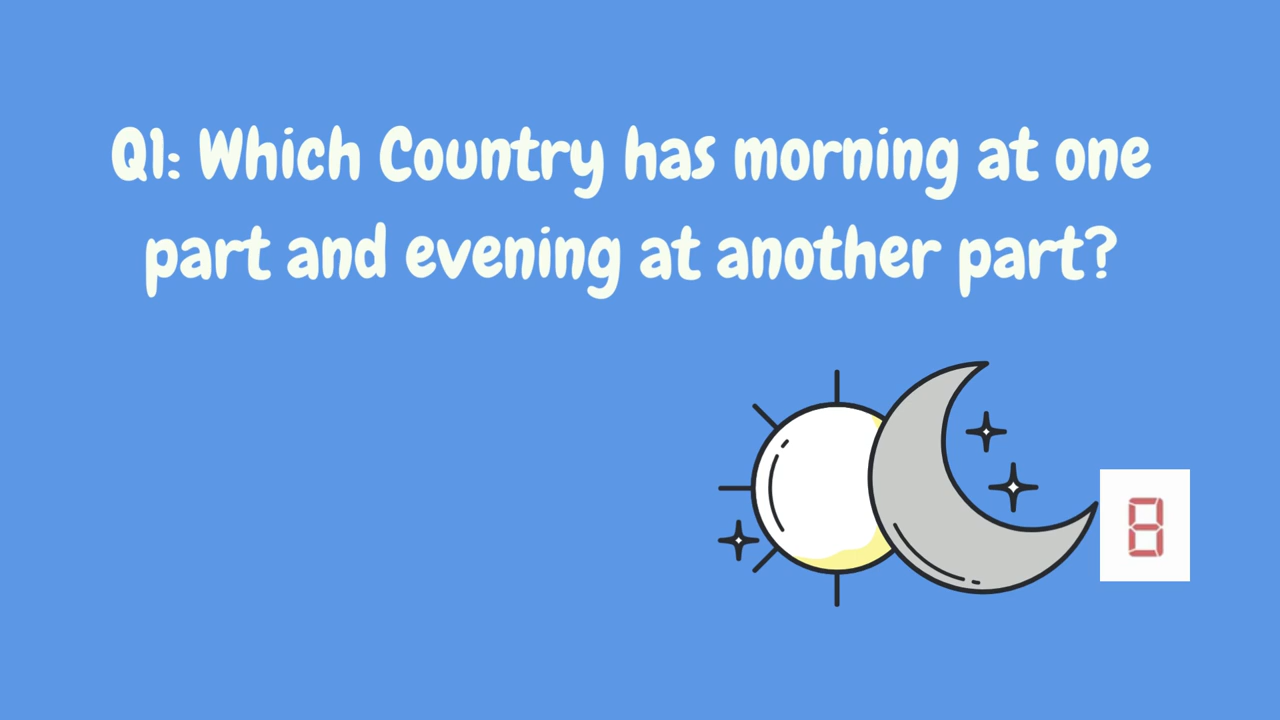 Q1: Which Country has morning at one
part and evening at another part?
8